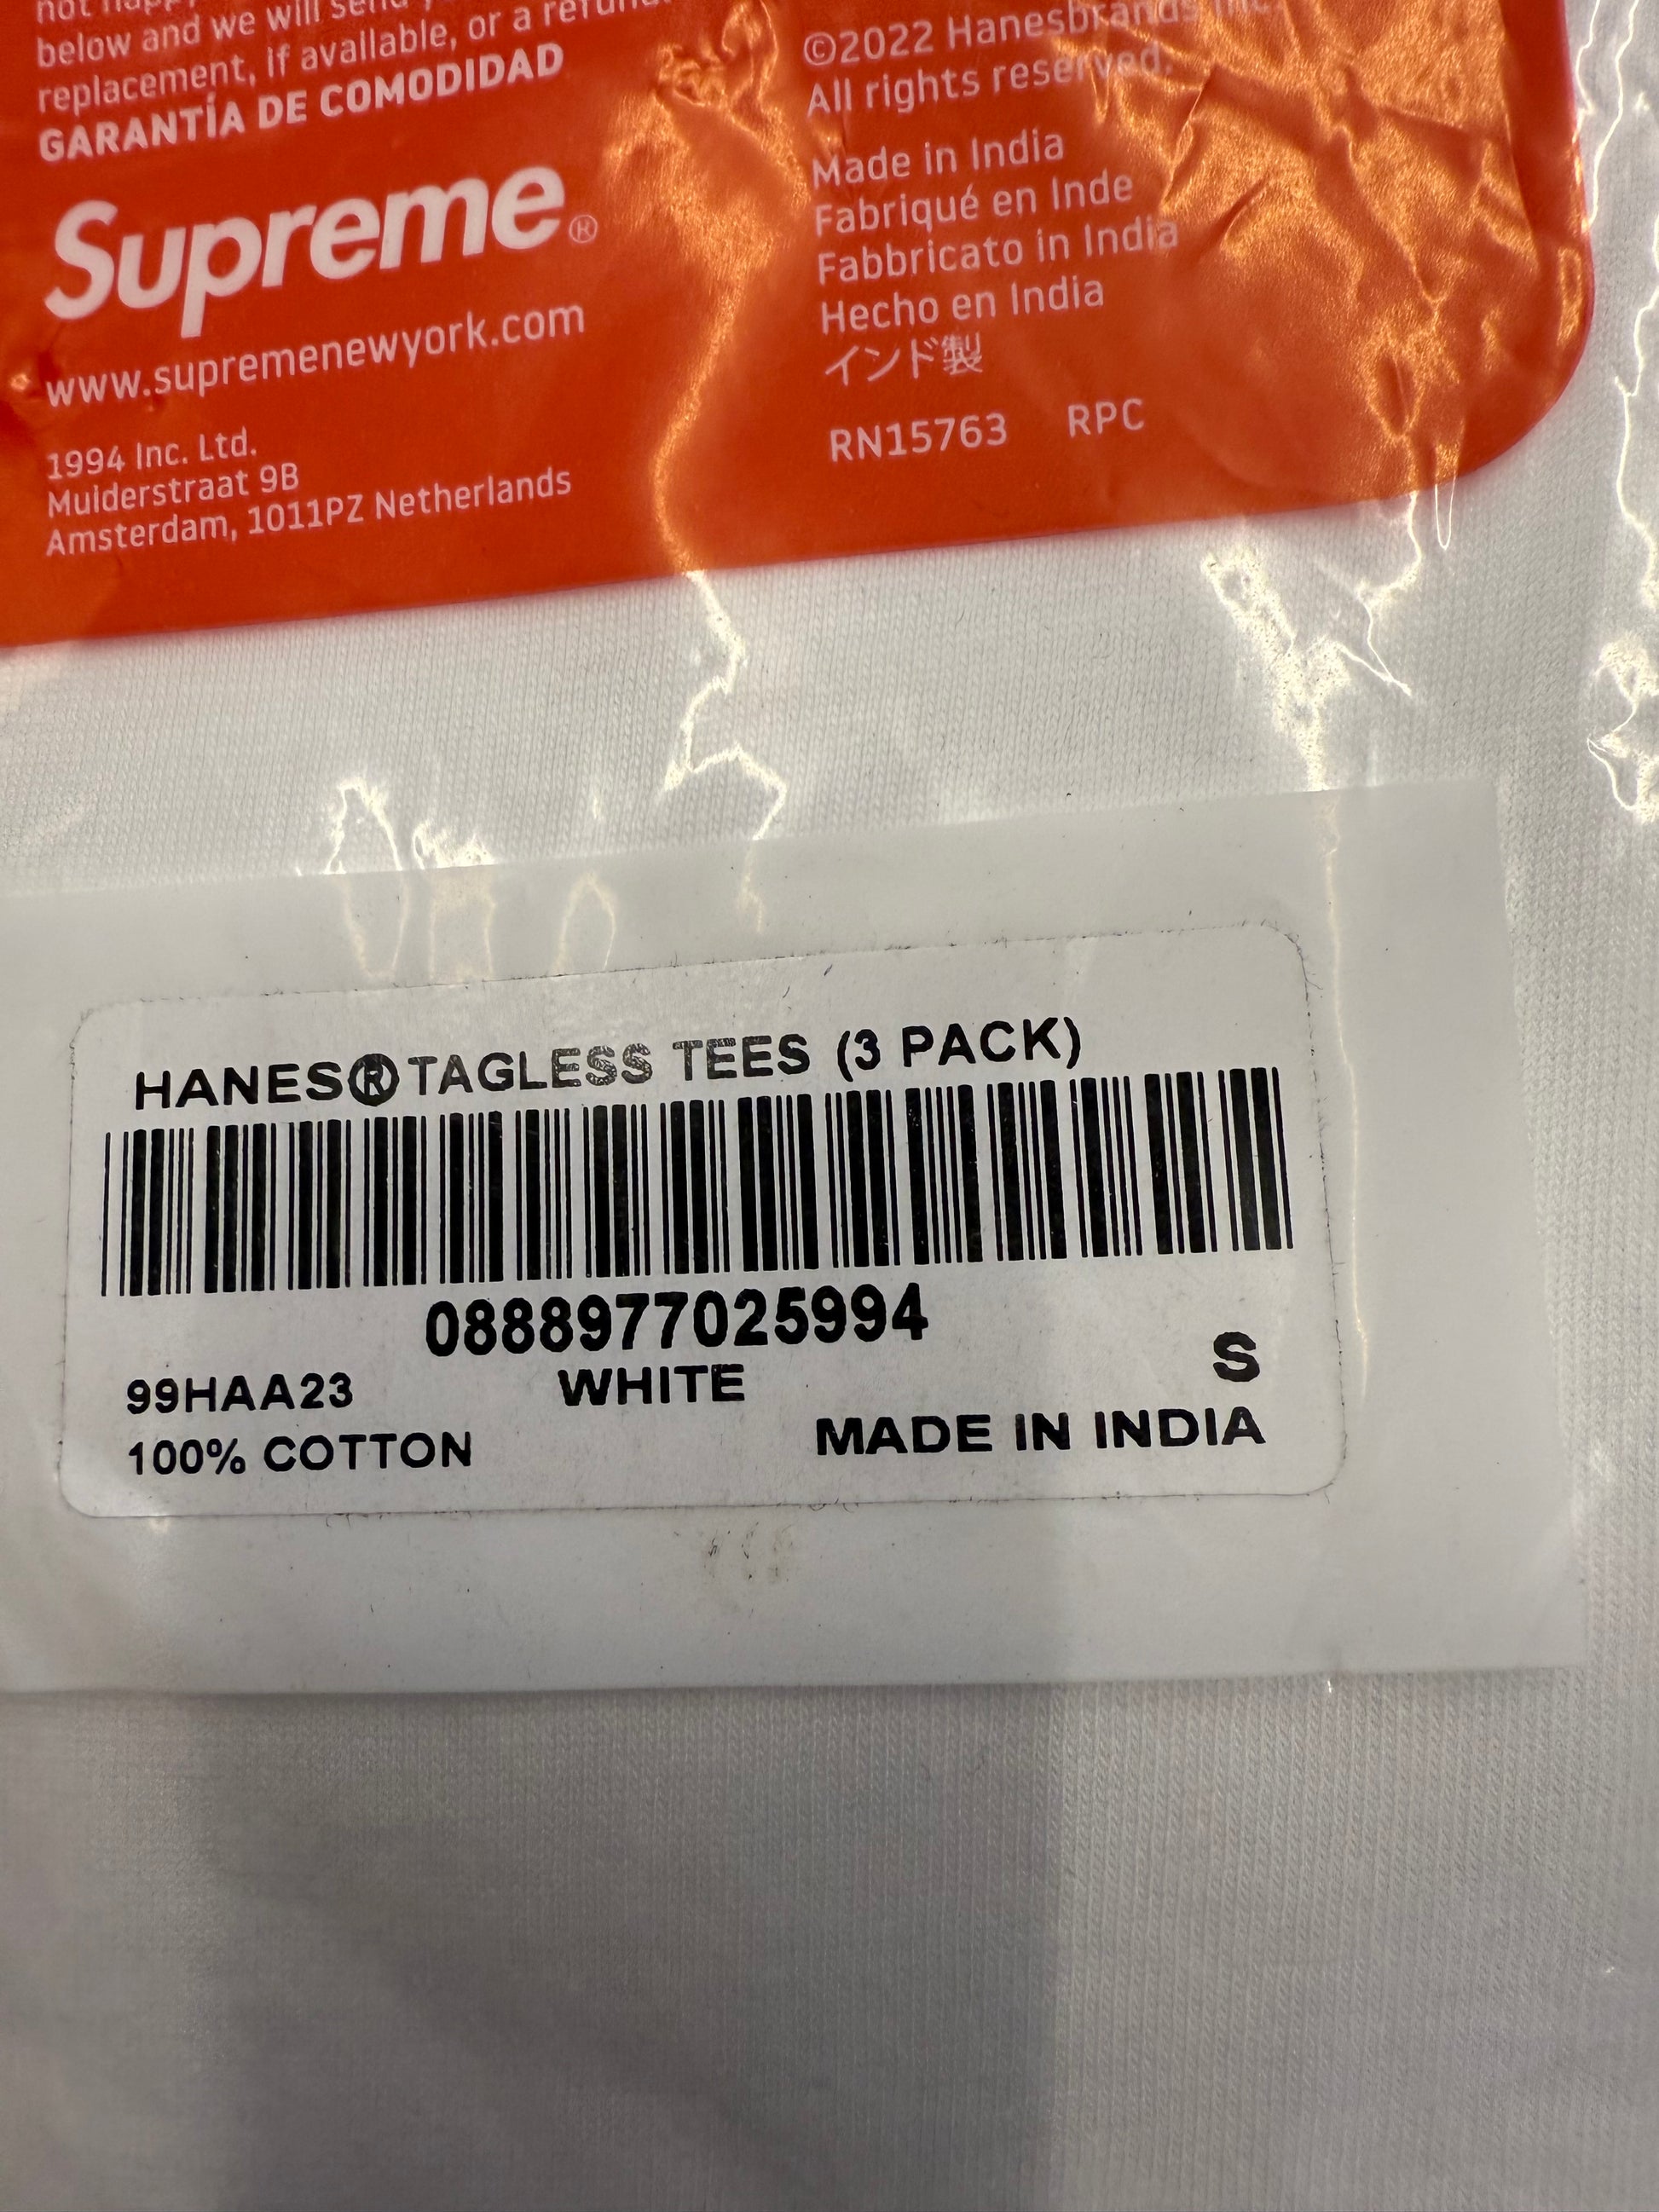 not happy
below and we will send
replacement, if available, or a refund.
GARANTÍA DE COMODIDAD
Supreme®
www.supremenewyork.com
1994 Inc. Ltd.
Muiderstraat 9B
Amsterdam, 1011PZ Netherlands
©2022 Hanesbrands Inc.
All rights reserved.
Made in India
Fabriqué en Inde
Fabbricato in India
Hecho en India
インド製
RN15763 RPC
HANES®TAGLESS TEES (3 PACK)
0888977025994
99HAA23 WHITE S
100% COTTON MADE IN INDIA